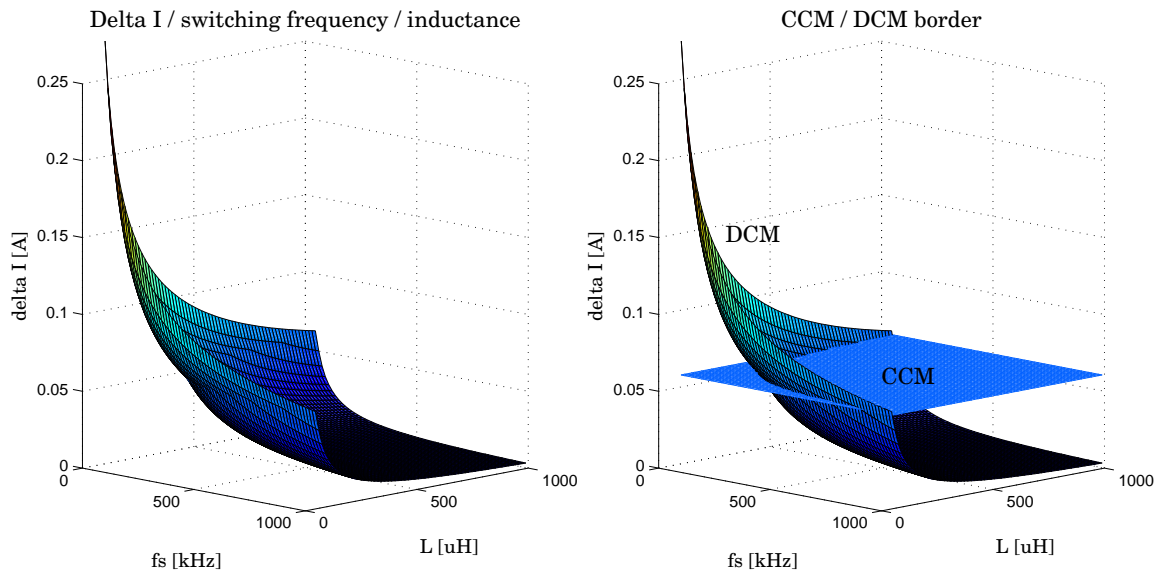 Delta I / switching frequency / inductance
0.25
0.2
0.15
0.1
0.05
0
delta I [A]
0
500
1000
fs [kHz]
0
500
1000
L [uH]
CCM / DCM border
0.25
0.2
0.15
0.1
0.05
0
delta I [A]
DCM
CCM
0
500
1000
fs [kHz]
0
500
1000
L [uH]